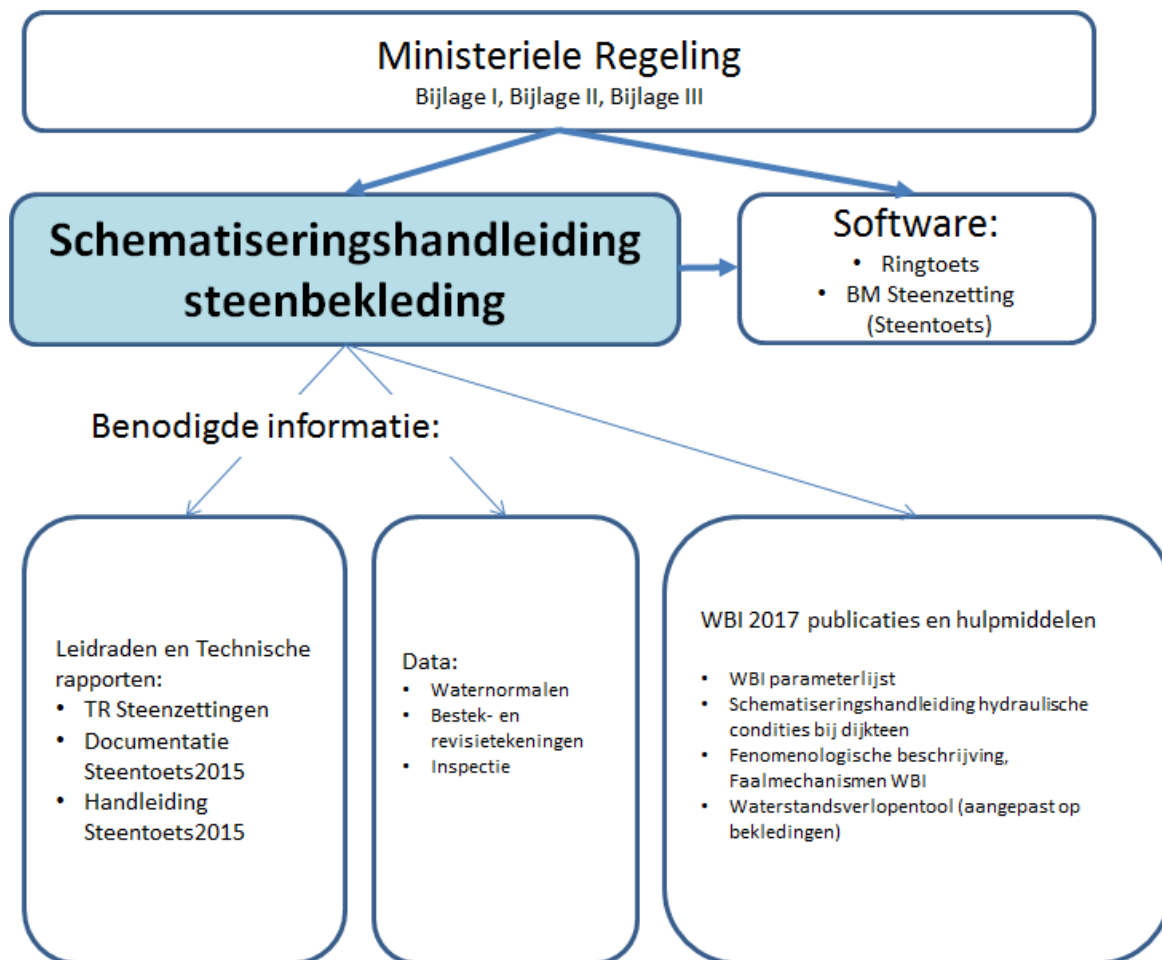 Ministeriele Regeling
Bijlage I, Bijlage II, Bijlage III
Schematiseringshandleiding
steenbekleding
Software:
• Ringtoets
• BM Steenzetting
(Steentoets)
Benodigde informatie:
Leidraden en Technische
rapporten:
• TR Steenzettingen
• Documentatie
Steentoets2015
• Handleiding
Steentoets2015
Data:
• Waternormalen
• Bestek- en
revisietekeningen
• Inspectie
WBI 2017 publicaties en hulpmiddelen
• WBI parameterlijst
• Schematiseringshandleiding hydraulische
condities bij dijkteen
• Fenomenologische beschrijving,
Faalmechanismen WBI
• Waterstandsverlopentool (aangepast op
bekledingen)